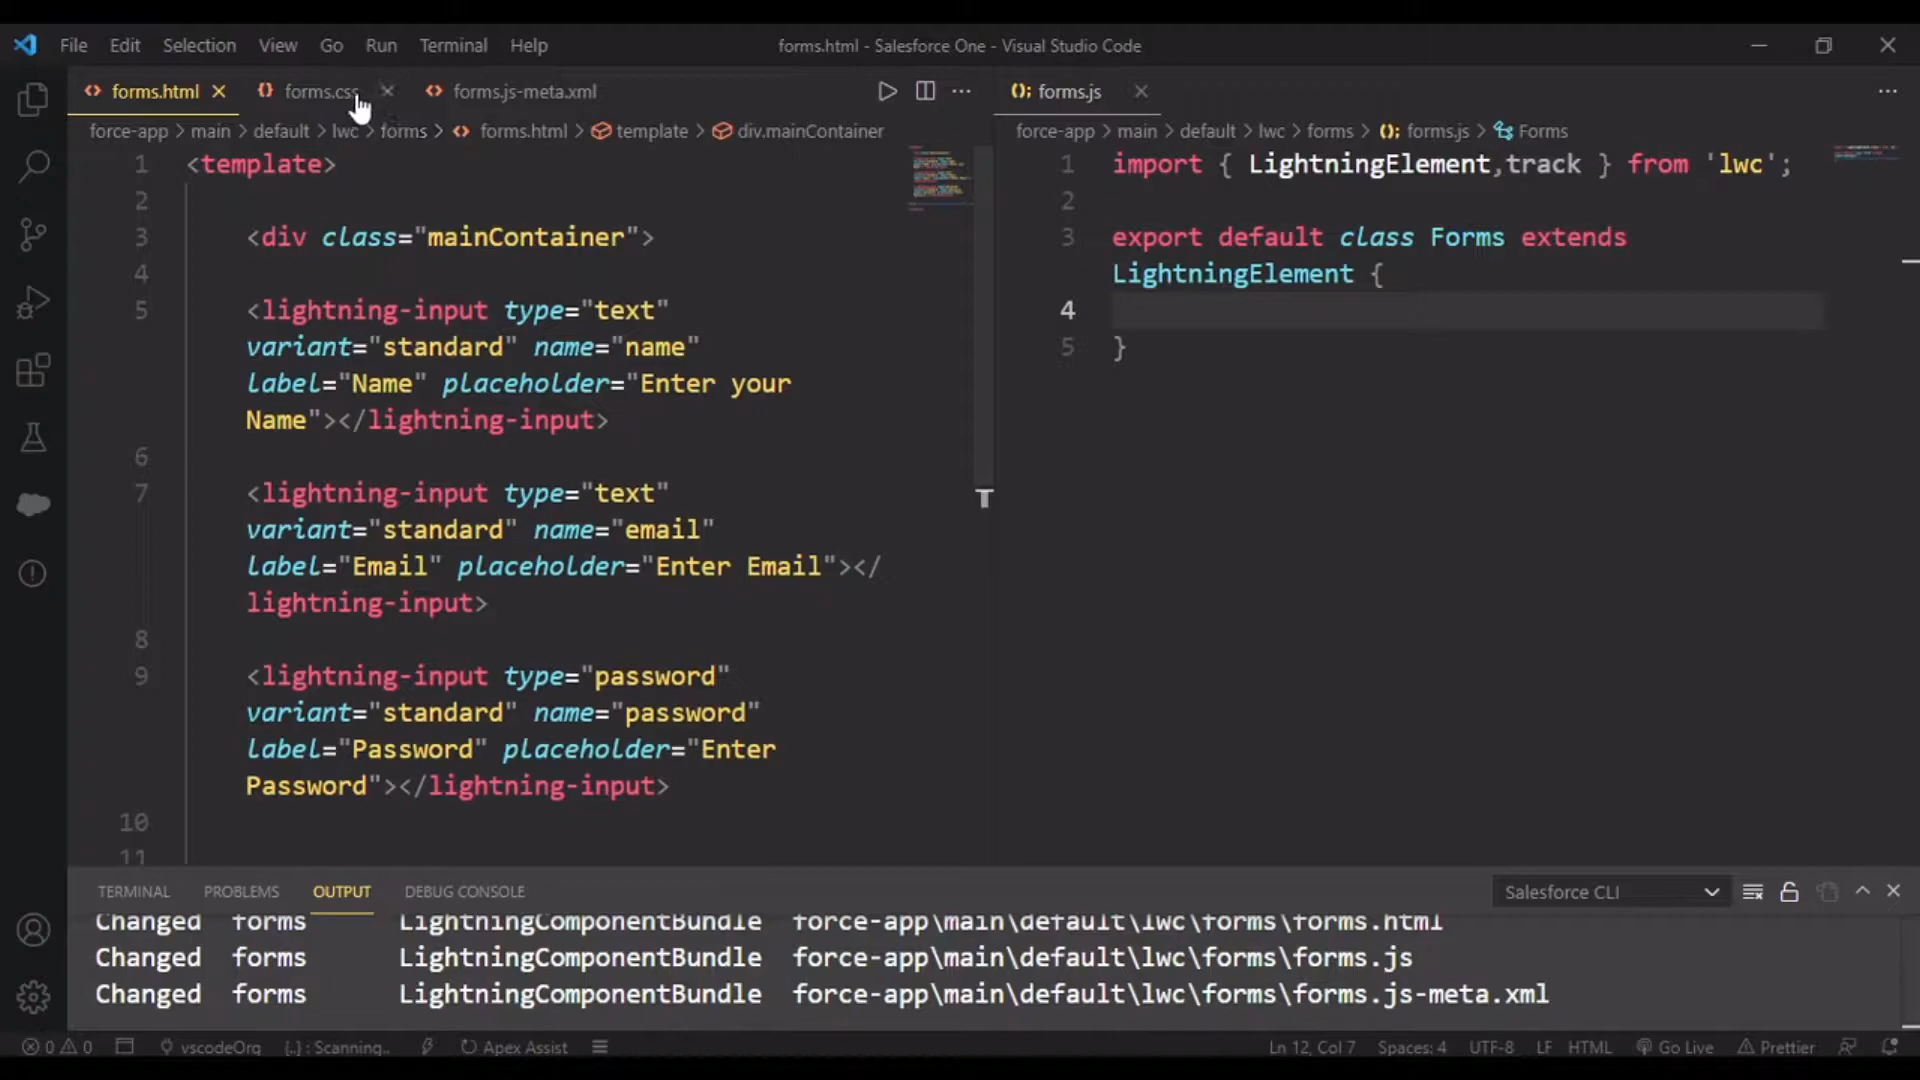 File Edit Selection View Go Run Terminal Help
forms.html - Salesforce One - Visual Studio Code
forms.html
forms.css
forms.js-meta.xml
force-app > main > default > lwc > forms > forms.html > template > div.mainContainer
1 <template>
2
3 <div class="mainContainer">
4
5 <lightning-input type="text"
variant="standard" name="name"
label="Name" placeholder="Enter your
Name"></lightning-input>
6
7 <lightning-input type="text"
variant="standard" name="email"
label="Email" placeholder="Enter Email"></
lightning-input>
8
9 <lightning-input type="password"
variant="standard" name="password"
label="Password" placeholder="Enter
Password"></lightning-input>
10
11
forms.js
force-app > main > default > lwc > forms > forms.js > Forms
1 import { LightningElement,track } from 'lwc';
2
3 export default class Forms extends
LightningElement {
4
5 }
TERMINAL PROBLEMS OUTPUT DEBUG CONSOLE
Salesforce CLI
Changed forms LightningComponentBundle force-app\main\default\lwc\forms\forms.html
Changed forms LightningComponentBundle force-app\main\default\lwc\forms\forms.js
Changed forms LightningComponentBundle force-app\main\default\lwc\forms\forms.js-meta.xml
0 0 vscodeOrg {..} : Scanning.. Apex Assist
Ln 12, Col 7 Spaces: 4 UTF-8 LF HTML Go Live Prettier